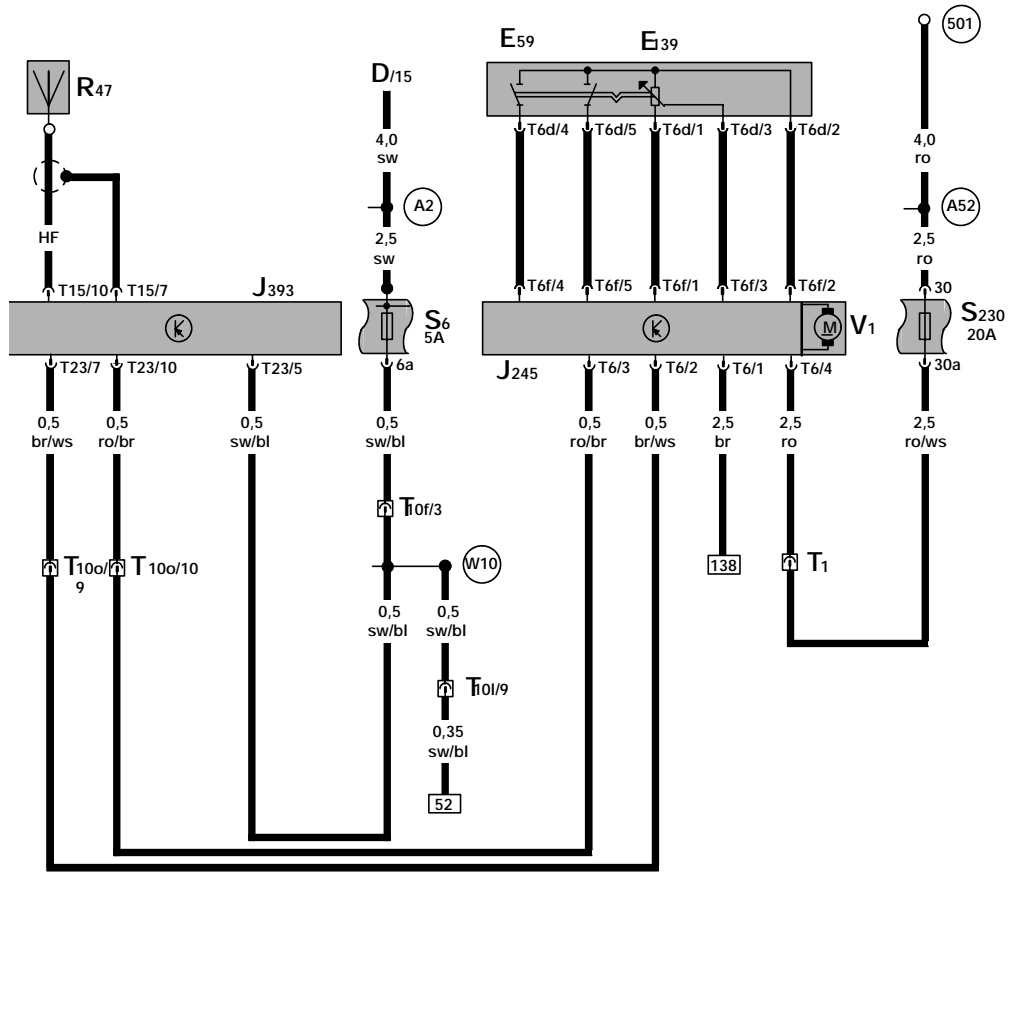 501
E59
E139
R47
D/15
T6d/4
T6d/5
T6d/1
T6d/3
T6d/2
4,0
sw
4,0
ro
A2
A52
HF
2,5
sw
2,5
ro
T15/10
T15/7
J393
T6f/4
T6f/5
T6f/1
T6f/3
T6f/2
30
S6
5A
M
V1
S230
20A
T23/7
T23/10
T23/5
6a
J245
T6/3
T6/2
T6/1
T6/4
30a
0,5
br/ws
0,5
ro/br
0,5
sw/bl
0,5
sw/bl
0,5
ro/br
0,5
br/ws
2,5
br
2,5
ro
2,5
ro/ws
T10f/3
T10o/
9
T10o/10
W10
138
T1
0,5
sw/bl
0,5
sw/bl
T10l/9
0,35
sw/bl
52